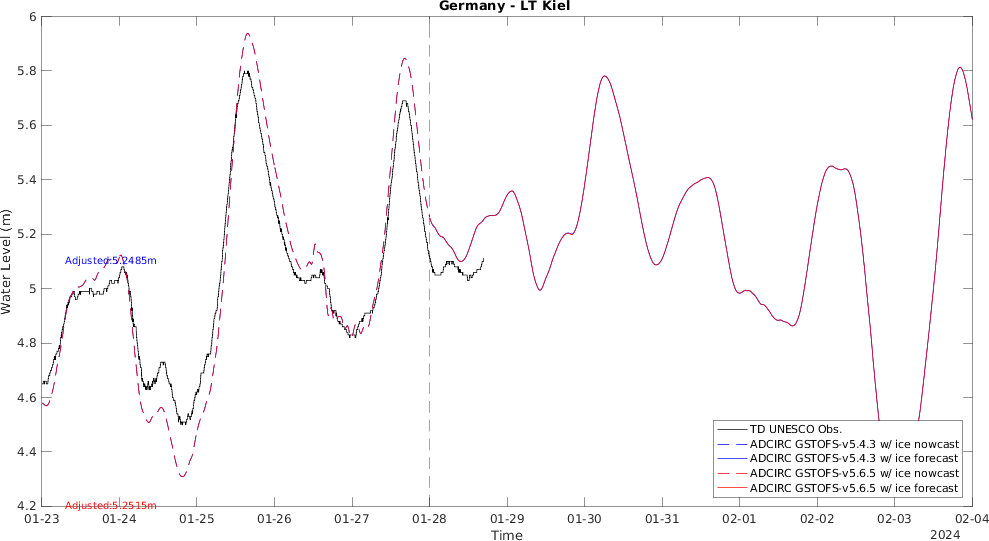 Germany - LT Kiel
6
5.8
5.6
5.4
5.2
5
4.8
4.6
4.4
4.2
Water Level (m)
Adjusted:5.2485m
Adjusted:5.2515m
TD UNESCO Obs.
ADCIRC GSTOFS-v5.4.3 w/ ice nowcast
ADCIRC GSTOFS-v5.4.3 w/ ice forecast
ADCIRC GSTOFS-v5.6.5 w/ ice nowcast
ADCIRC GSTOFS-v5.6.5 w/ ice forecast
01-23 01-24 01-25 01-26 01-27 01-28 01-29 01-30 01-31 02-01 02-02 02-03 02-04
Time
2024